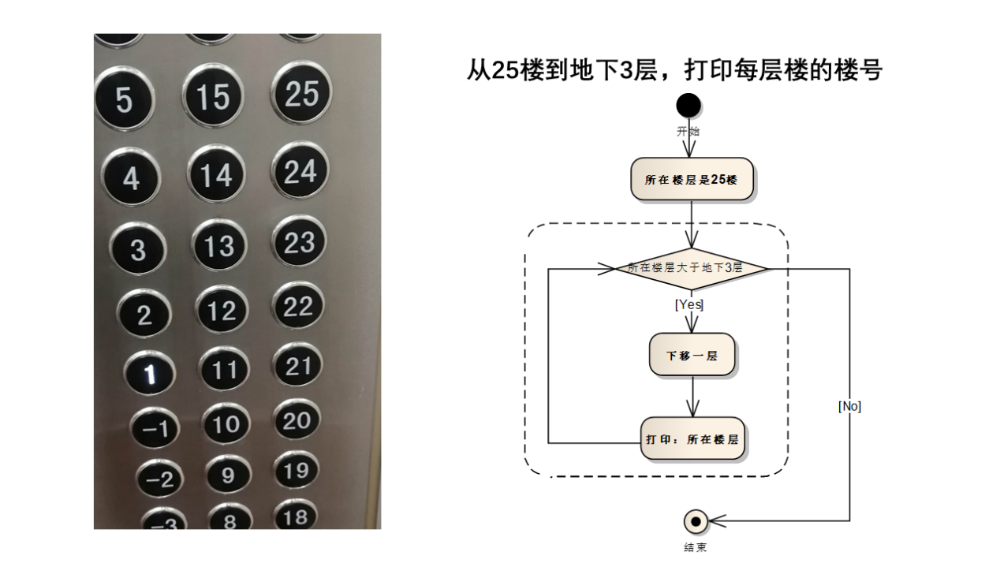 5 15 25
4 14 24
3 13 23
2 12 22
1 11 21
-1 10 20
-2 9 19
-3 8 18
从25楼到地下3层，打印每层楼的楼号
开始
所在楼层是25楼
所在楼层大于地下3层
[Yes]
下移一层
[No]
打印：所在楼层
结束